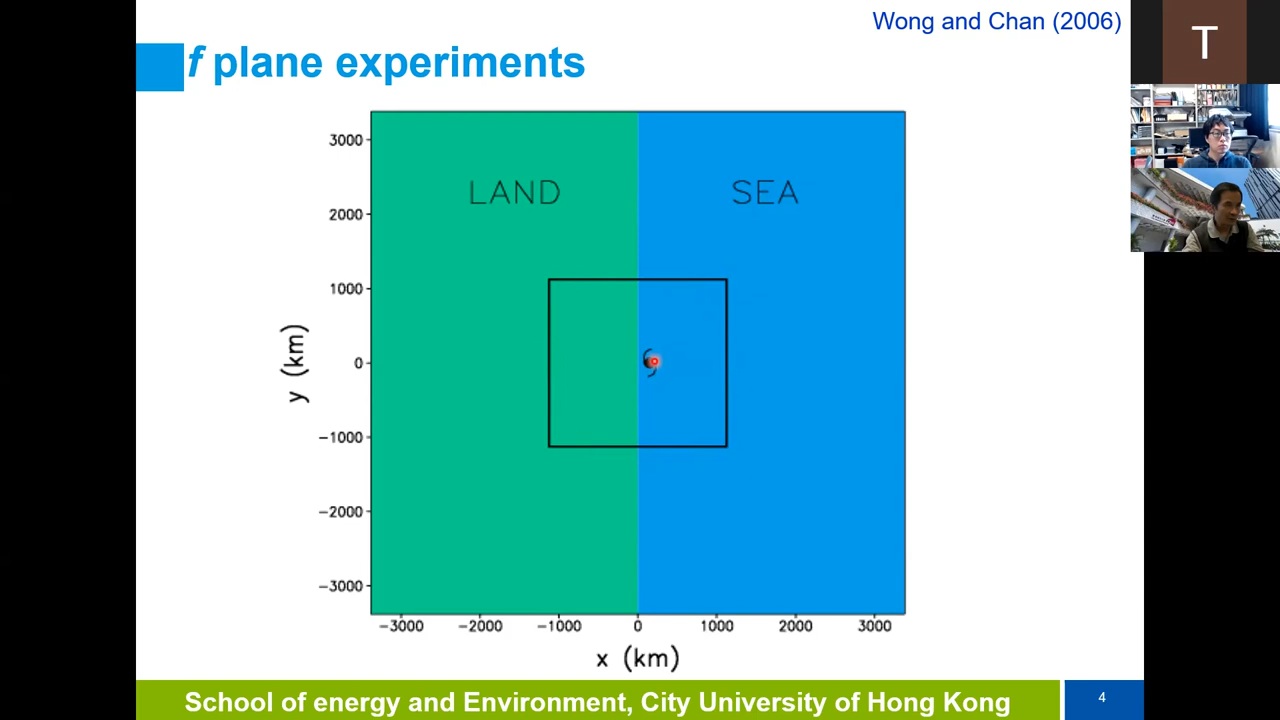 Wong and Chan (2006)
f plane experiments
T
LAND
SEA
y (km)
3000
2000
1000
0
−1000
−2000
−3000
−3000 −2000 −1000 0 1000 2000 3000
x (km)
School of energy and Environment, City University of Hong Kong
4